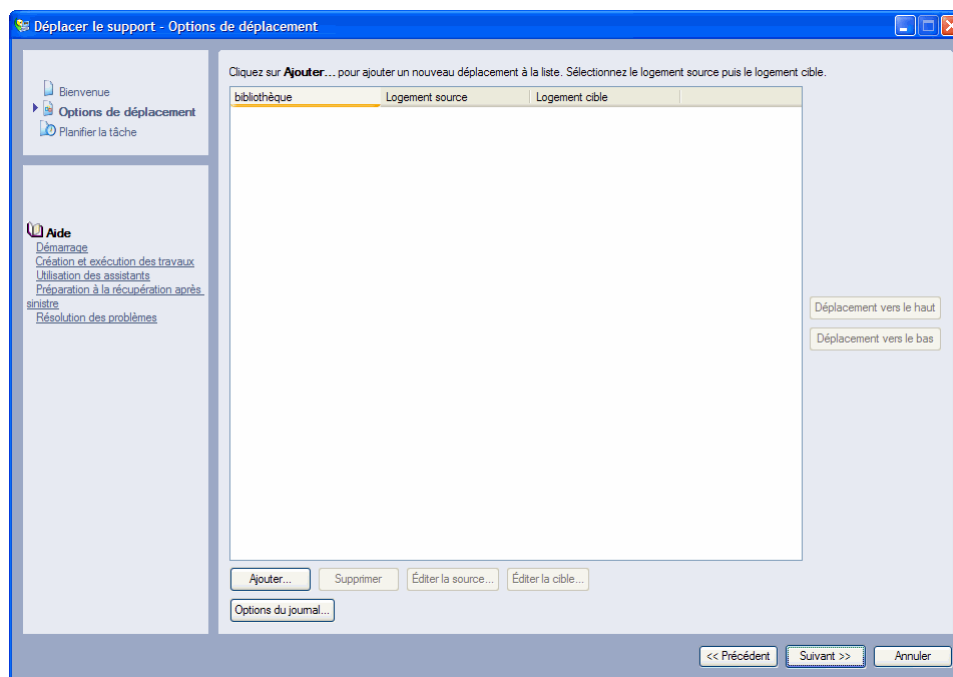 Déplacer le support - Options de déplacement
Bienvenue
Options de déplacement
Planifier la tâche
Aide
Démarrage
Création et exécution des travaux
Utilisation des assistants
Préparation à la récupération après
sinistre
Résolution des problèmes
Cliquez sur Ajouter... pour ajouter un nouveau déplacement à la liste. Sélectionnez le logement source puis le logement cible.
bibliothèque Logement source Logement cible
Déplacement vers le haut
Déplacement vers le bas
Ajouter... Supprimer Éditer la source... Éditer la cible...
Options du journal...
<< Précédent Suivant >> Annuler